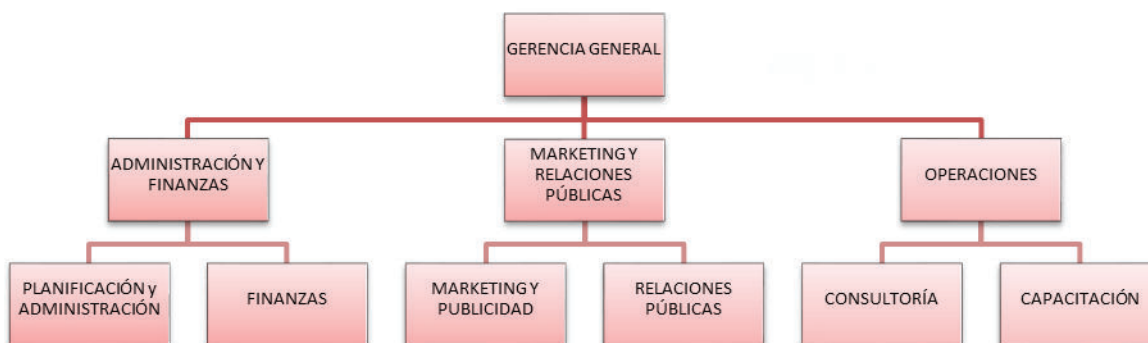 GERENCIA GENERAL
ADMINISTRACIÓN Y
FINANZAS
MARKETING Y
RELACIONES
PÚBLICAS
OPERACIONES
PLANIFICACIÓN y
ADMINISTRACIÓN
FINANZAS
MARKETING Y
PUBLICIDAD
RELACIONES
PÚBLICAS
CONSULTORÍA
CAPACITACIÓN